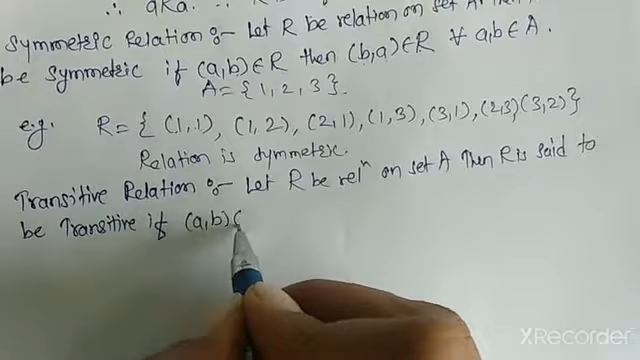 ∴ aRa.
Symmetric Relation :- Let R be relation on set A. Then
be symmetric if (a,b) ∈ R then (b,a) ∈ R ∀ a,b ∈ A.
A = {1, 2, 3}.
e.g. R = { (1,1), (1,2), (2,1), (1,3), (3,1), (2,3) (3,2)}
Relation is symmetric.
Transitive Relation :- Let R be relⁿ on set A Then R is said to
be Transitive if (a,b) (
XRecorder